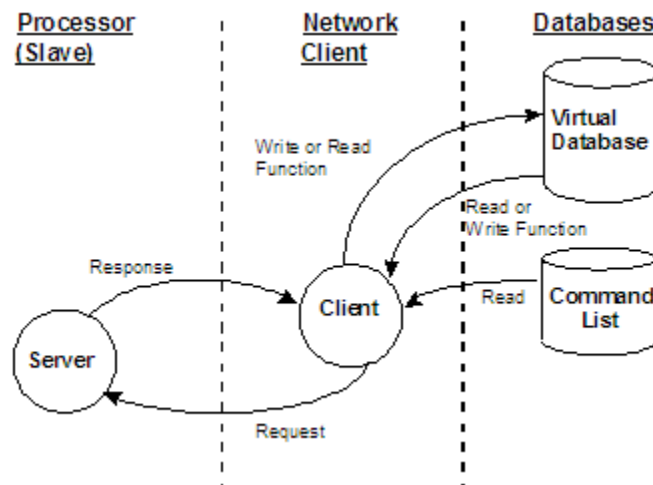 Processor
(Slave)
Network
Client
Databases
Virtual
Database
Write or Read
Function
Read or
Write Function
Response
Client
Read
Command
List
Server
Request